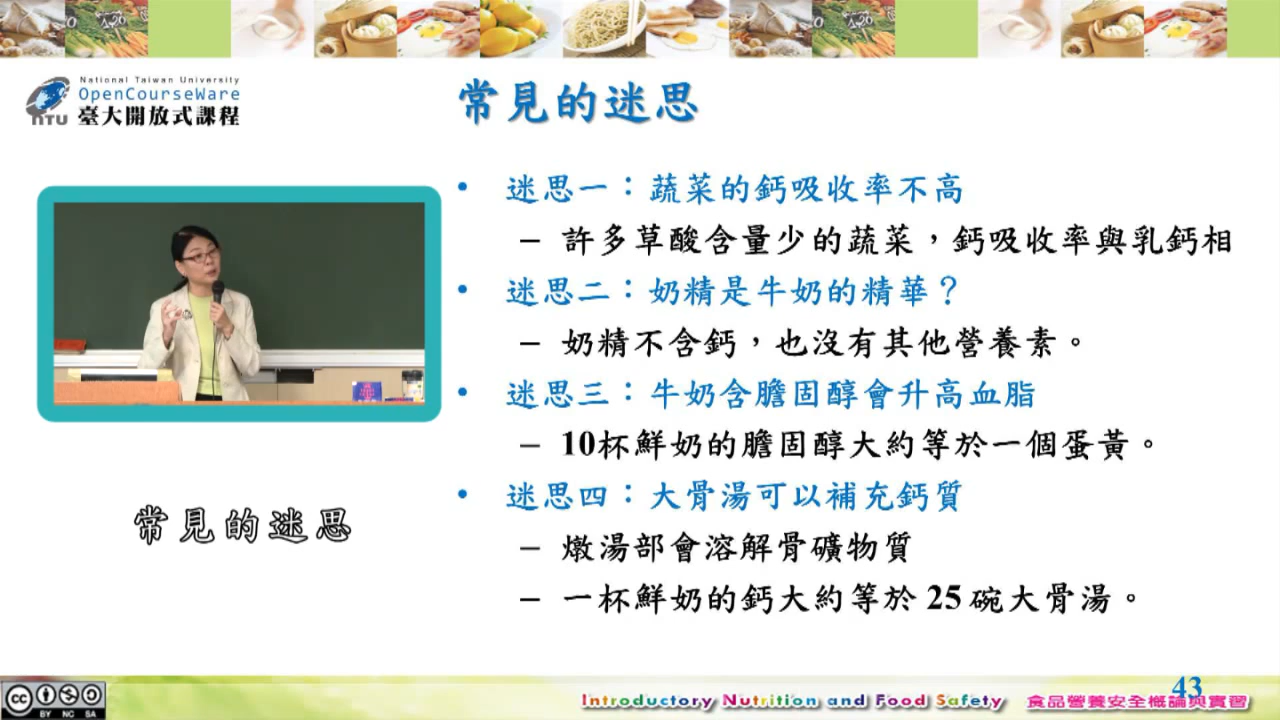 National Taiwan University
OpenCourseWare
臺大開放式課程
NTU
常見的迷思
• 迷思一：蔬菜的鈣吸收率不高
– 許多草酸含量少的蔬菜，鈣吸收率與乳鈣相
• 迷思二：奶精是牛奶的精華？
– 奶精不含鈣，也沒有其他營養素。
• 迷思三：牛奶含膽固醇會升高血脂
– 10杯鮮奶的膽固醇大約等於一個蛋黃。
• 迷思四：大骨湯可以補充鈣質
– 燉湯部會溶解骨礦物質
– 一杯鮮奶的鈣大約等於 25 碗大骨湯。
常見的迷思
cc BY NC SA
Introductory Nutrition and Food Safety 食品營養安全概論與實習
43